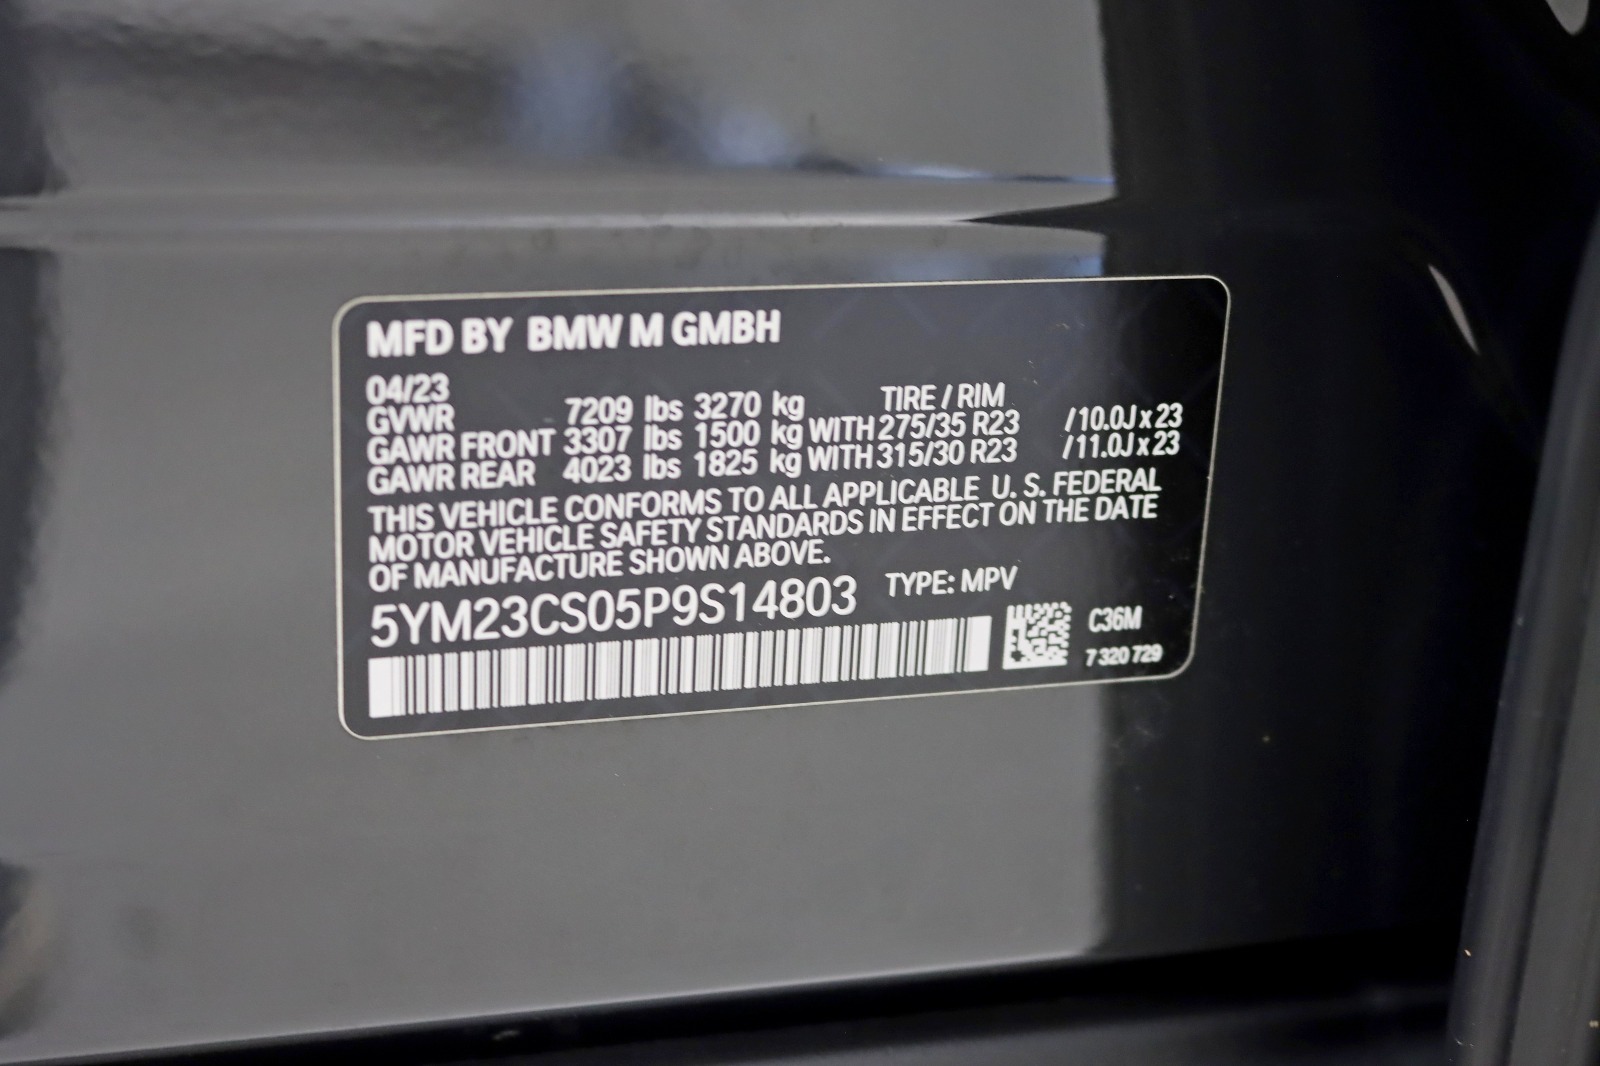 MFD BY BMW M GMBH
04/23 TIRE / RIM
GVWR 7209 lbs 3270 kg
GAWR FRONT 3307 lbs 1500 kg WITH 275/35 R23 /10.0J x 23
GAWR REAR 4023 lbs 1825 kg WITH 315/30 R23 /11.0J x 23
THIS VEHICLE CONFORMS TO ALL APPLICABLE U. S. FEDERAL
MOTOR VEHICLE SAFETY STANDARDS IN EFFECT ON THE DATE
OF MANUFACTURE SHOWN ABOVE.
5YM23CS05P9S14803 TYPE: MPV
C36M
7 320 729